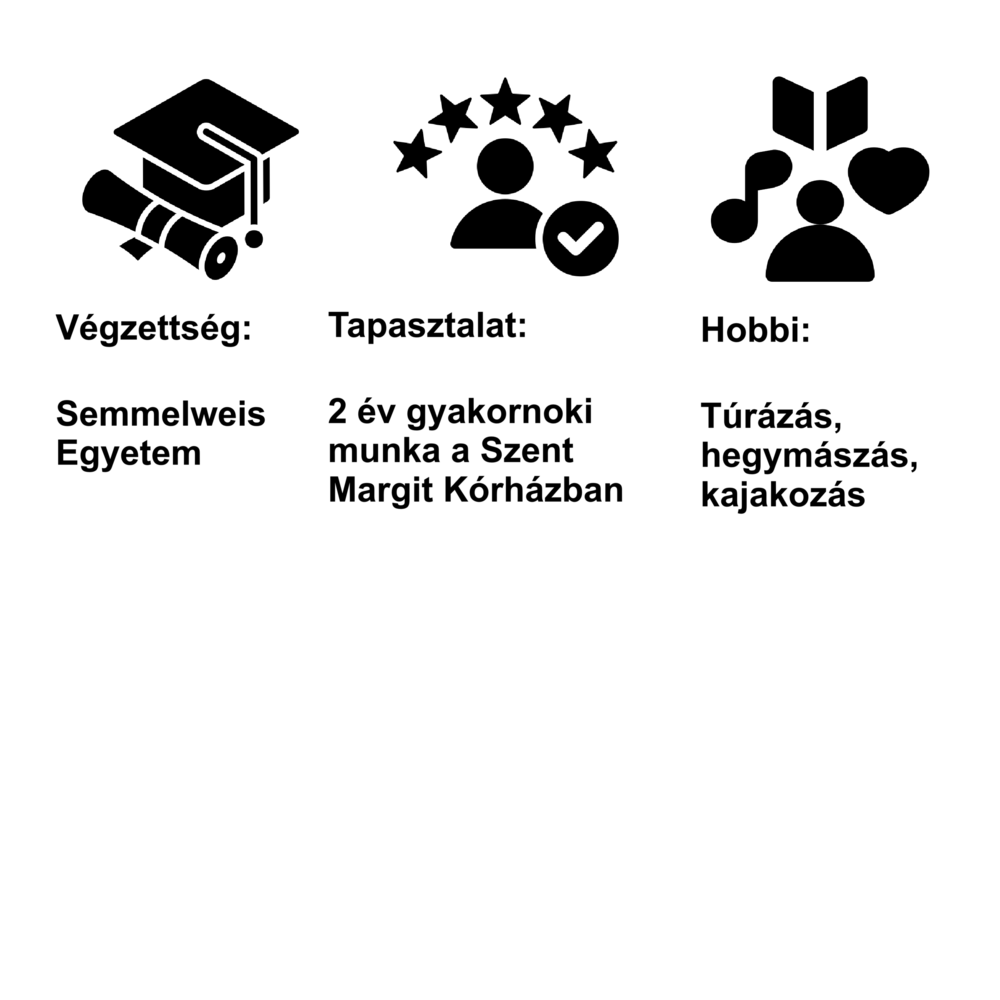 Végzettség:
Semmelweis
Egyetem
Tapasztalat:
2 év gyakornoki
munka a Szent
Margit Kórházban
Hobbi:
Túrázás,
hegymászás,
kajakozás